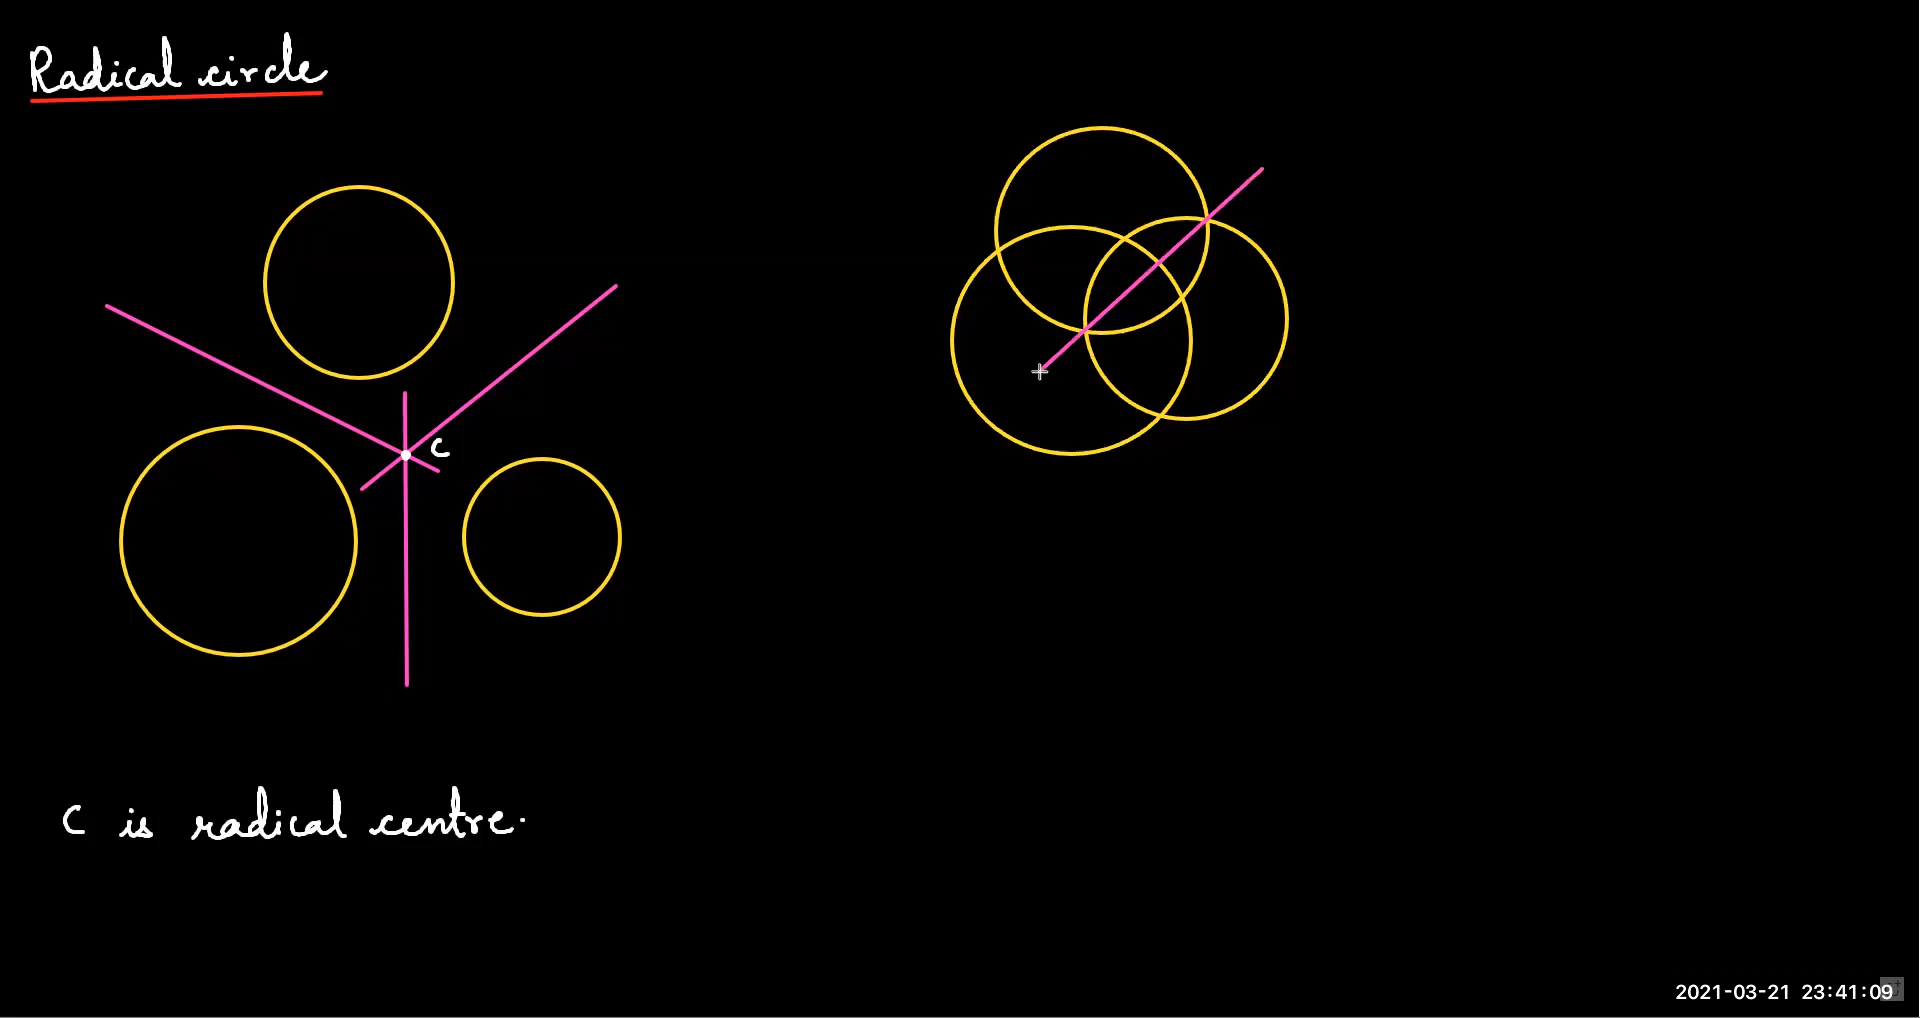 Radical circle
C
C is radical centre.
2021-03-21 23:41:09